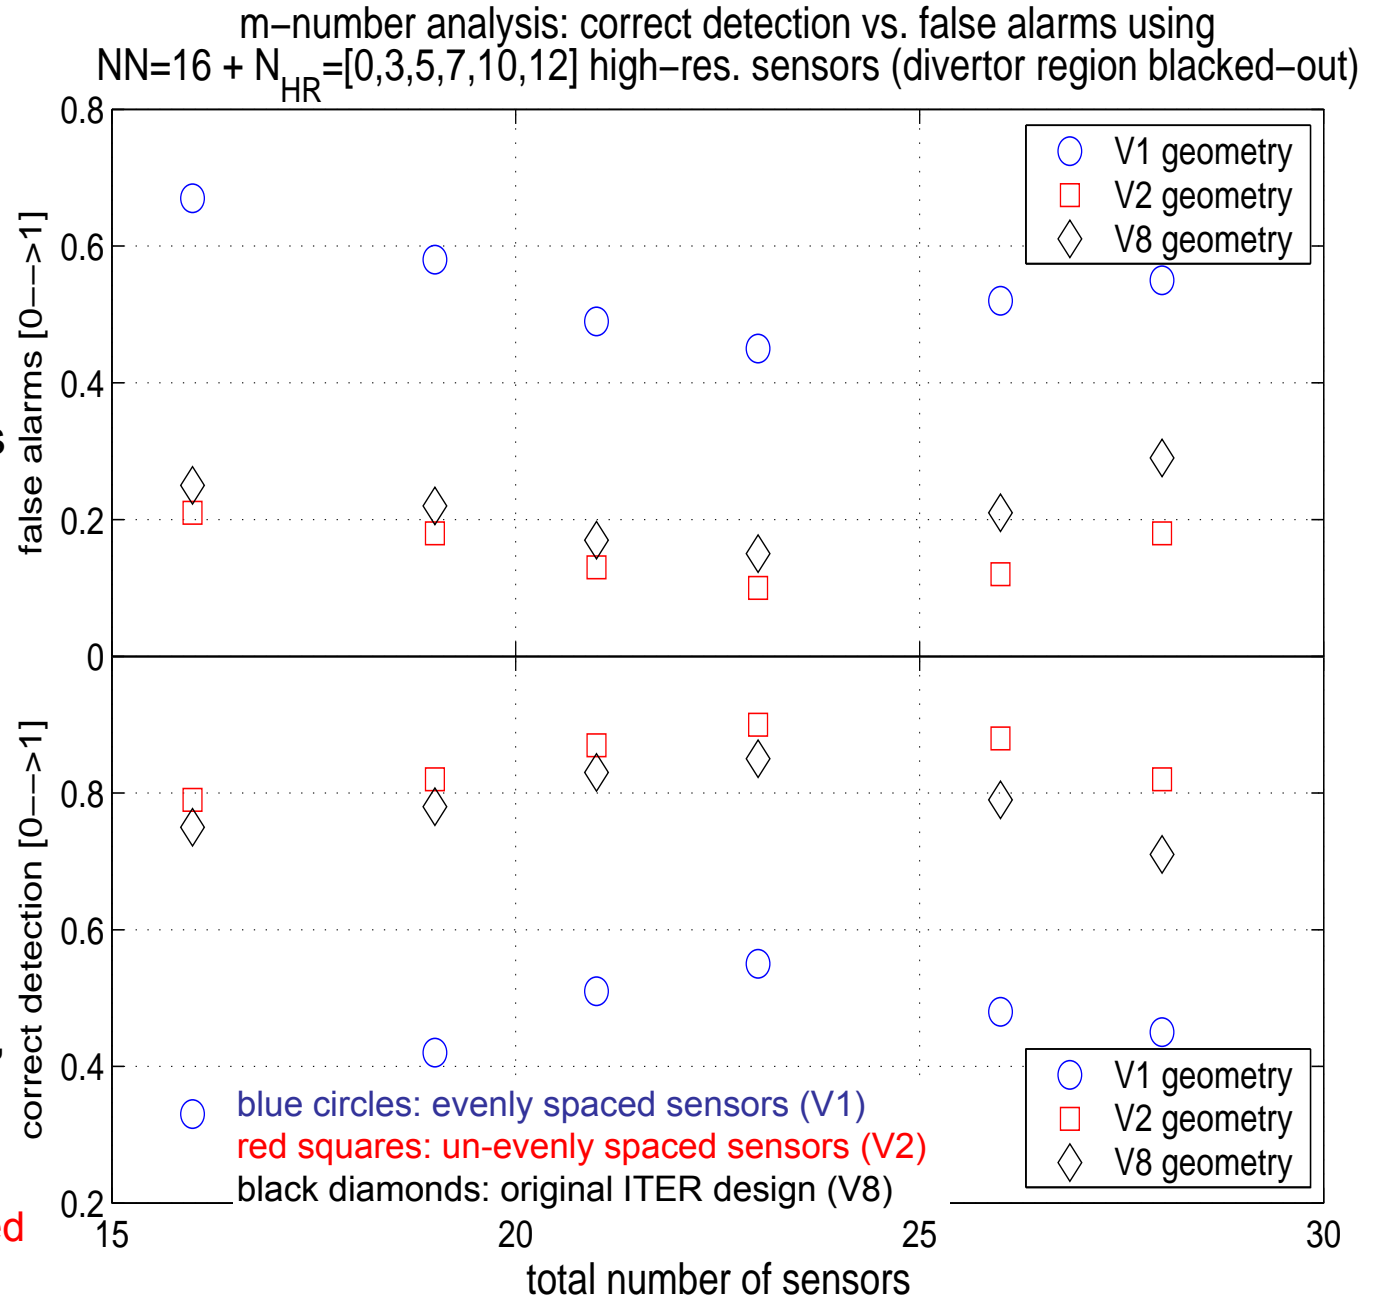 m−number analysis: correct detection vs. false alarms using
NN=16 + N_HR=[0,3,5,7,10,12] high−res. sensors (divertor region blacked−out)
0.8
0.6
0.4
0.2
0
false alarms [0−−>1]
V1 geometry
V2 geometry
V8 geometry
s
0.8
0.6
0.4
0.2
correct detection [0−−>1]
blue circles: evenly spaced sensors (V1)
red squares: un-evenly spaced sensors (V2)
black diamonds: original ITER design (V8)
V1 geometry
V2 geometry
V8 geometry
ed
15 20 25 30
total number of sensors